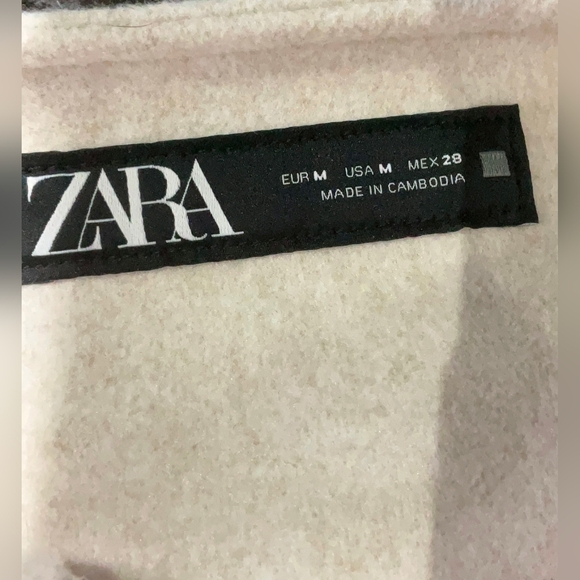 ZARA
EUR M USA M MEX 28
MADE IN CAMBODIA